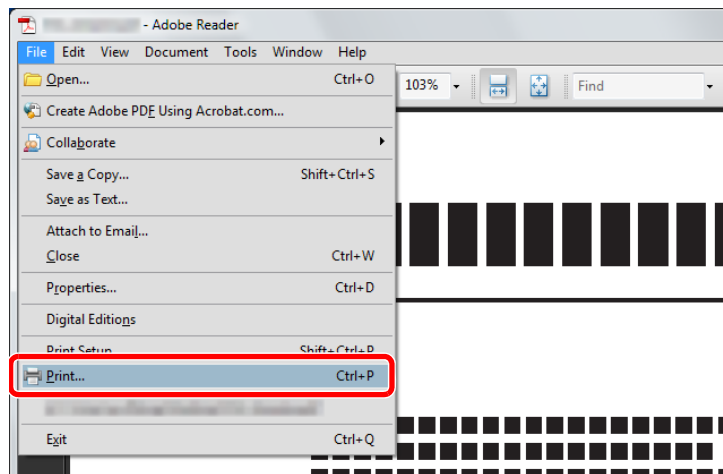 - Adobe Reader
File Edit View Document Tools Window Help
Open... Ctrl+O
103%
Find
Create Adobe PDF Using Acrobat.com...
Collaborate
Save a Copy... Shift+Ctrl+S
Save as Text...
Attach to Email...
Close Ctrl+W
Properties... Ctrl+D
Digital Editions
Print Setup... Shift+Ctrl+P
Print... Ctrl+P
Exit Ctrl+Q